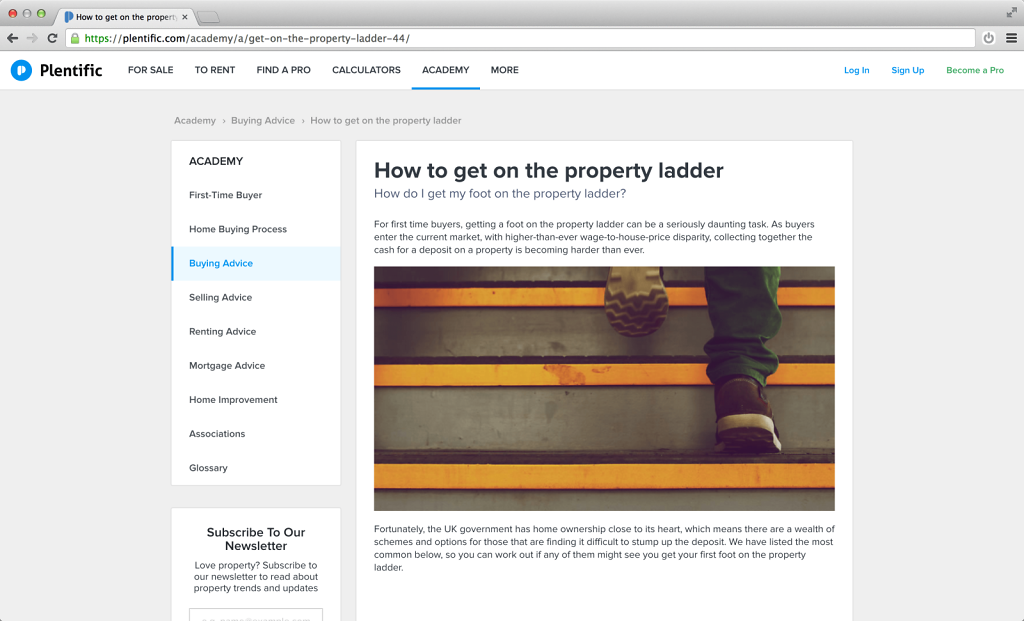 How to get on the property
https://plentific.com/academy/a/get-on-the-property-ladder-44/
Plentific
FOR SALE
TO RENT
FIND A PRO
CALCULATORS
ACADEMY
MORE
Log In
Sign Up
Become a Pro
Academy › Buying Advice › How to get on the property ladder
ACADEMY
First-Time Buyer
Home Buying Process
Buying Advice
Selling Advice
Renting Advice
Mortgage Advice
Home Improvement
Associations
Glossary
Subscribe To Our
Newsletter
Love property? Subscribe to
our newsletter to read about
property trends and updates
How to get on the property ladder
How do I get my foot on the property ladder?
For first time buyers, getting a foot on the property ladder can be a seriously daunting task. As buyers
enter the current market, with higher-than-ever wage-to-house-price disparity, collecting together the
cash for a deposit on a property is becoming harder than ever.
Fortunately, the UK government has home ownership close to its heart, which means there are a wealth of
schemes and options for those that are finding it difficult to stump up the deposit. We have listed the most
common below, so you can work out if any of them might see you get your first foot on the property
ladder.